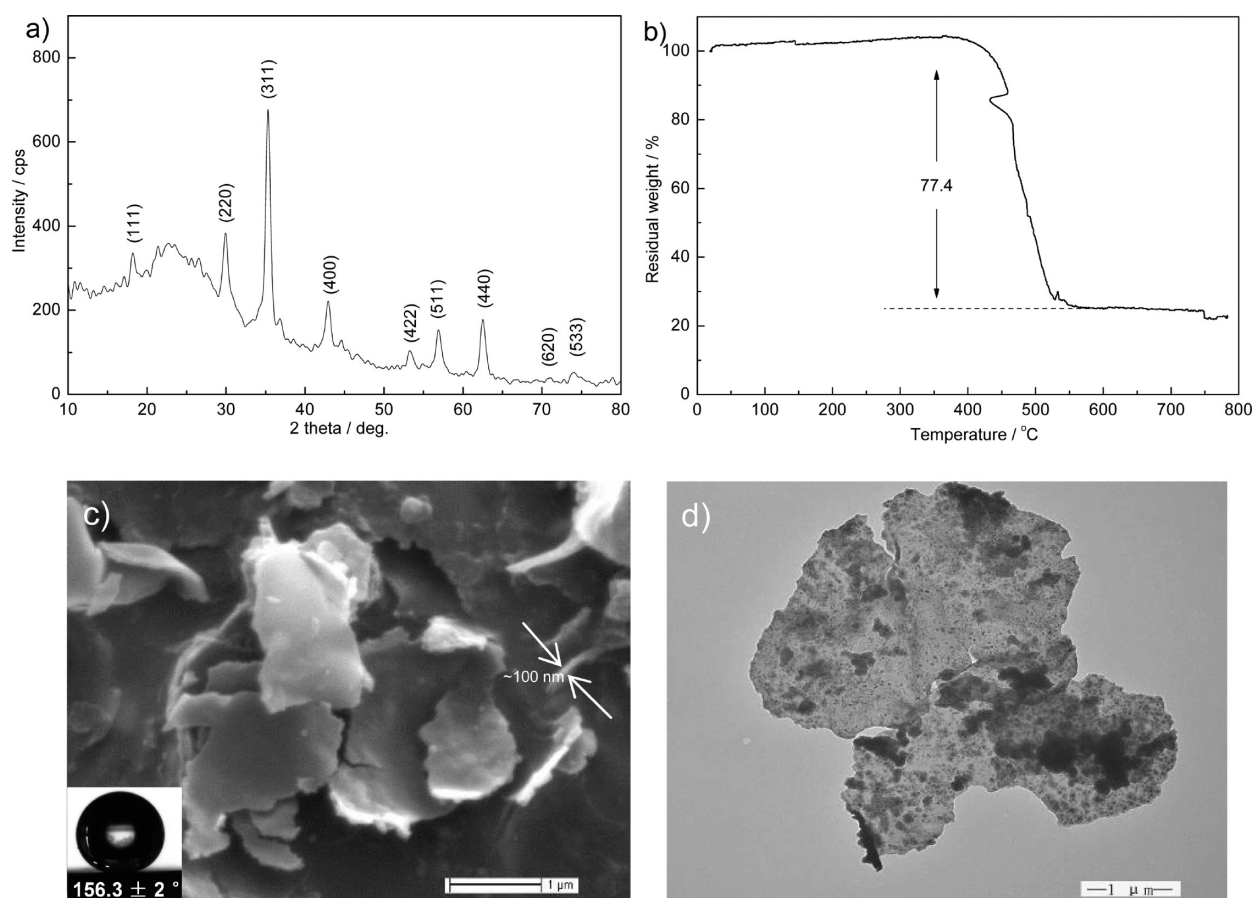 a)
800
600
400
200
0
Intensity / cps
(111)
(220)
(311)
(400)
(422)
(511)
(440)
(620)
(533)
10 20 30 40 50 60 70 80
2 theta / deg.
b)
100
80
60
40
20
0
Residual weight / %
77.4
0 100 200 300 400 500 600 700 800
Temperature / °C
c)
~100 nm
156.3 ± 2 °
1 μm
d)
1 μm